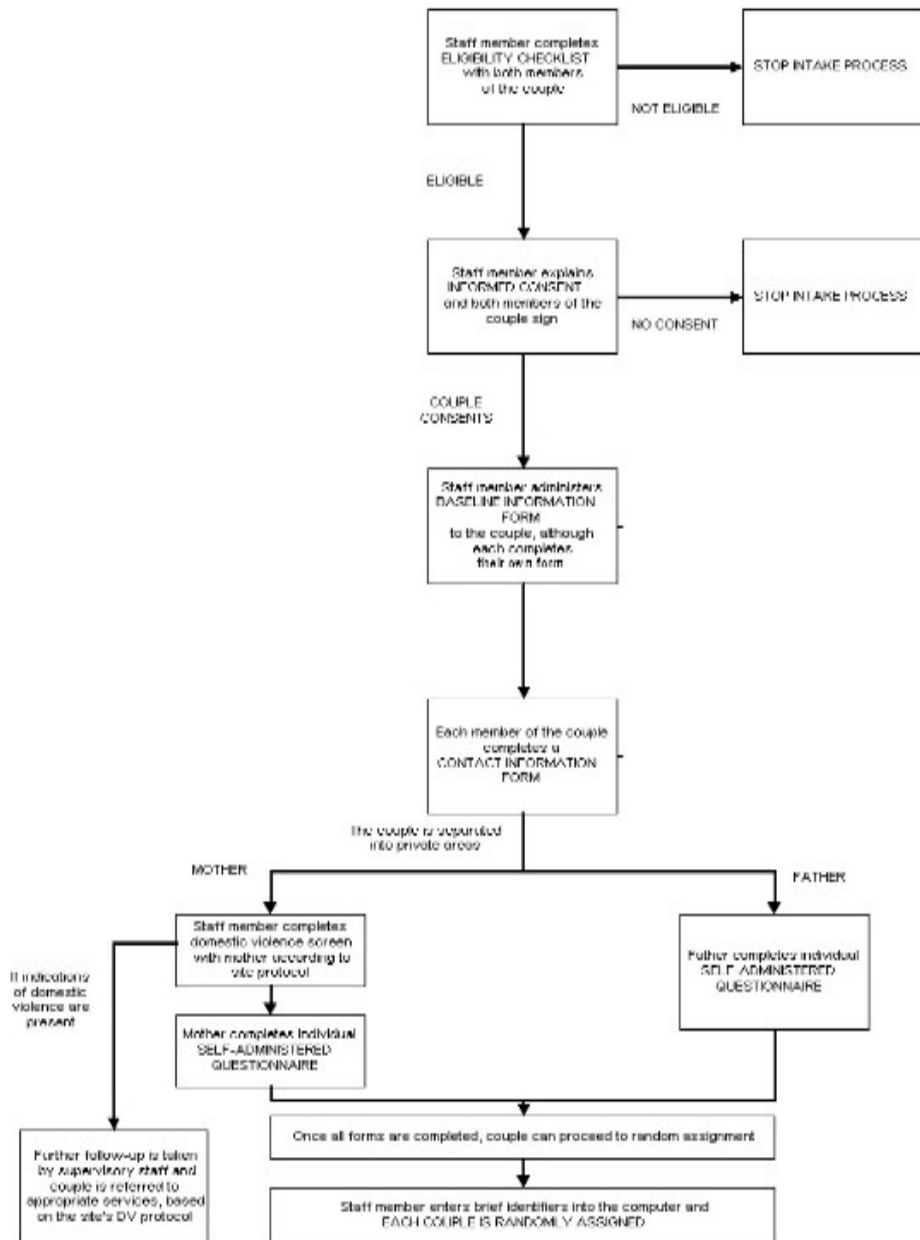 Staff member completes
ELIGIBILITY CHECKLIST
with both members
of the couple
STOP INTAKE PROCESS
NOT ELIGIBLE
ELIGIBLE
Staff member explains
INFORMED CONSENT
and both members of the
couple sign
STOP INTAKE PROCESS
NO CONSENT
COUPLE
CONSENTS
Staff member administers
BASELINE INFORMATION
FORM
to the couple, although
each completes
their own form
Each member of the couple
completes a
CONTACT INFORMATION
FORM
The couple is separated
into private areas
MOTHER
FATHER
Staff member completes
domestic violence screen
with mother according to
site protocol
Father completes individual
SELF-ADMINISTERED
QUESTIONNAIRE
If indications
of domestic
violence are
present
Mother completes individual
SELF-ADMINISTERED
QUESTIONNAIRE
Once all forms are completed, couple can proceed to random assignment
Further follow-up is taken
by supervisory staff and
couple is referred to
appropriate services, based
on the site's DV protocol
Staff member enters brief identifiers into the computer and
EACH COUPLE IS RANDOMLY ASSIGNED